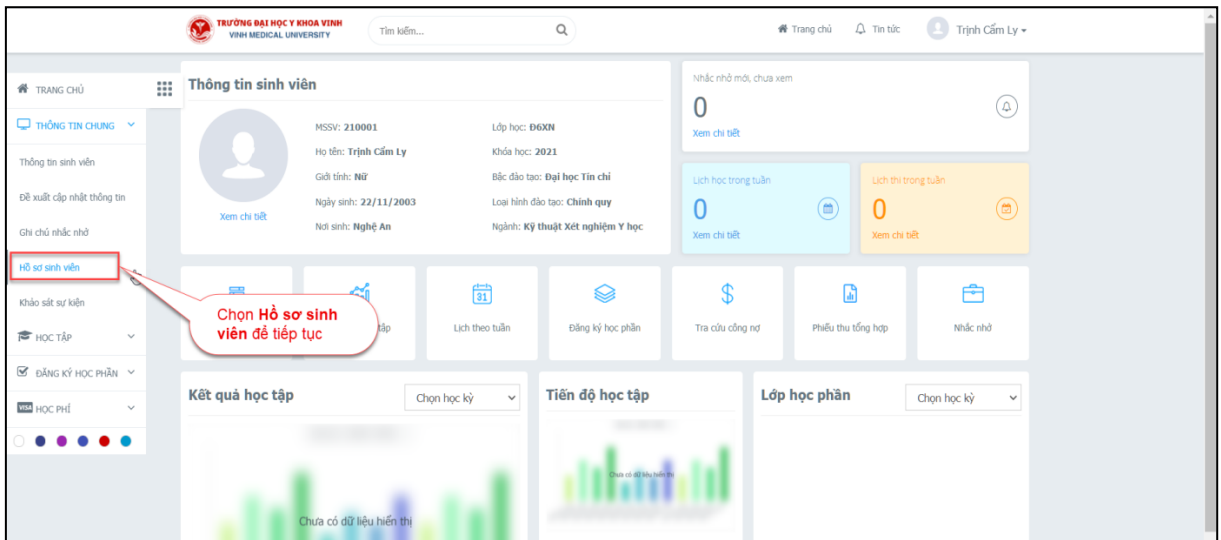 TRƯỜNG ĐẠI HỌC Y KHOA VINH
VINH MEDICAL UNIVERSITY
Tìm kiếm...
Trang chủ
Tin tức
Trịnh Cẩm Ly
TRANG CHỦ
THÔNG TIN CHUNG
Thông tin sinh viên
Đề xuất cập nhật thông tin
Ghi chú nhắc nhở
Hồ sơ sinh viên
Khảo sát sự kiện
HỌC TẬP
ĐĂNG KÝ HỌC PHẦN
VISA HỌC PHÍ
Thông tin sinh viên
Xem chi tiết
MSSV: 210001
Họ tên: Trịnh Cẩm Ly
Giới tính: Nữ
Ngày sinh: 22/11/2003
Nơi sinh: Nghệ An
Lớp học: Đ6XN
Khóa học: 2021
Bậc đào tạo: Đại học Tín chỉ
Loại hình đào tạo: Chính quy
Ngành: Kỹ thuật Xét nghiệm Y học
Nhắc nhở mới, chưa xem
0
Xem chi tiết
Lịch học trong tuần
0
Xem chi tiết
Lịch thi trong tuần
0
Xem chi tiết
Chọn Hồ sơ sinh
viên để tiếp tục
tập
31
Lịch theo tuần
Đăng ký học phần
Tra cứu công nợ
Phiếu thu tổng hợp
Nhắc nhở
Kết quả học tập
Chọn học kỳ
Chưa có dữ liệu hiển thị
Tiến độ học tập
Chưa có dữ liệu hiển thị
Lớp học phần
Chọn học kỳ